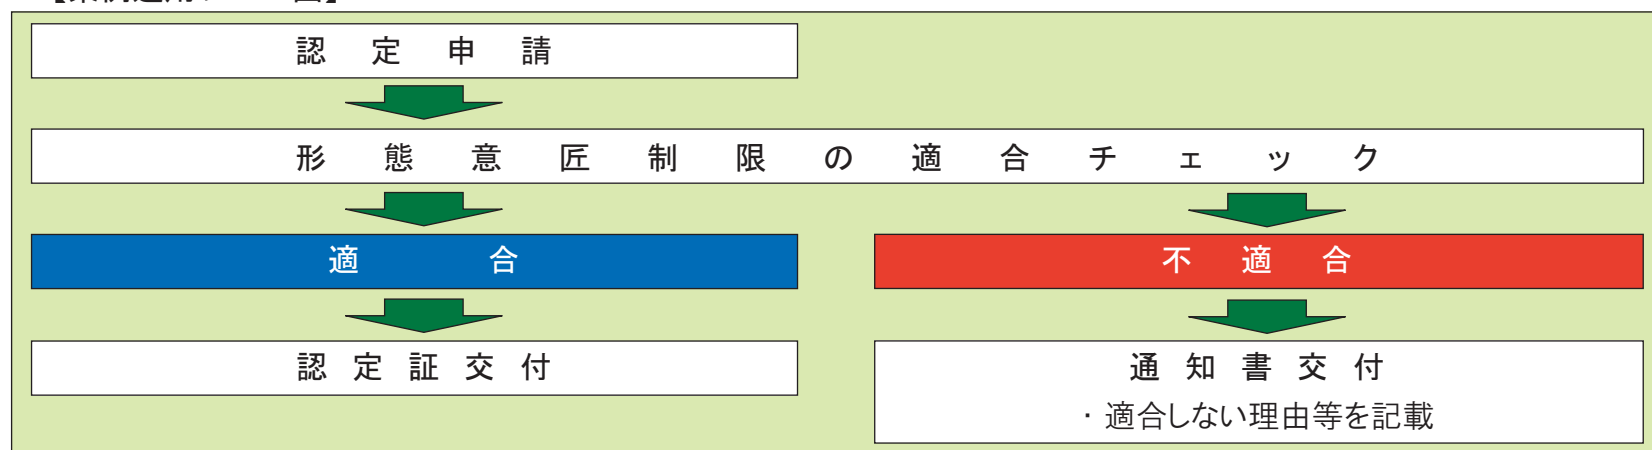 認定申請
形態意匠制限の適合チェック
適合
不適合
認定証交付
通知書交付
・適合しない理由等を記載